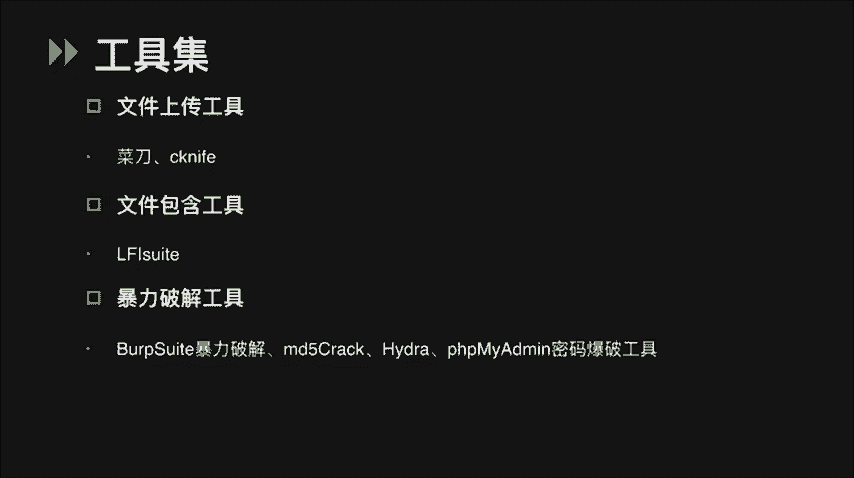 工具集
文件上传工具
菜刀、cknife
文件包含工具
LFIsuite
暴力破解工具
BurpSuite暴力破解、md5Crack、Hydra、phpMyAdmin密码爆破工具